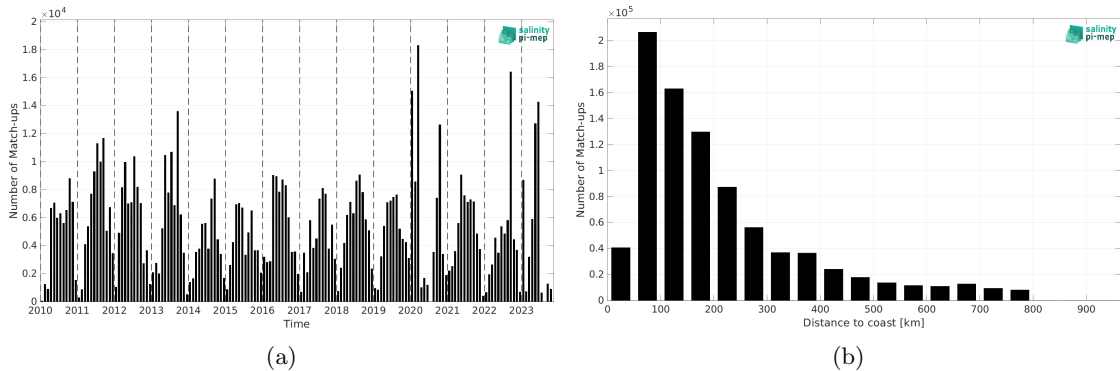 ×10⁴
2
1.8
1.6
1.4
1.2
1
0.8
0.6
0.4
0.2
0
Number of Match-ups
2010 2011 2012 2013 2014 2015 2016 2017 2018 2019 2020 2021 2022 2023
Time
salinity
pi-mep
(a)
×10⁵
2
1.8
1.6
1.4
1.2
1
0.8
0.6
0.4
0.2
0
Number of Match-ups
0 100 200 300 400 500 600 700 800 900
Distance to coast [km]
salinity
pi-mep
(b)